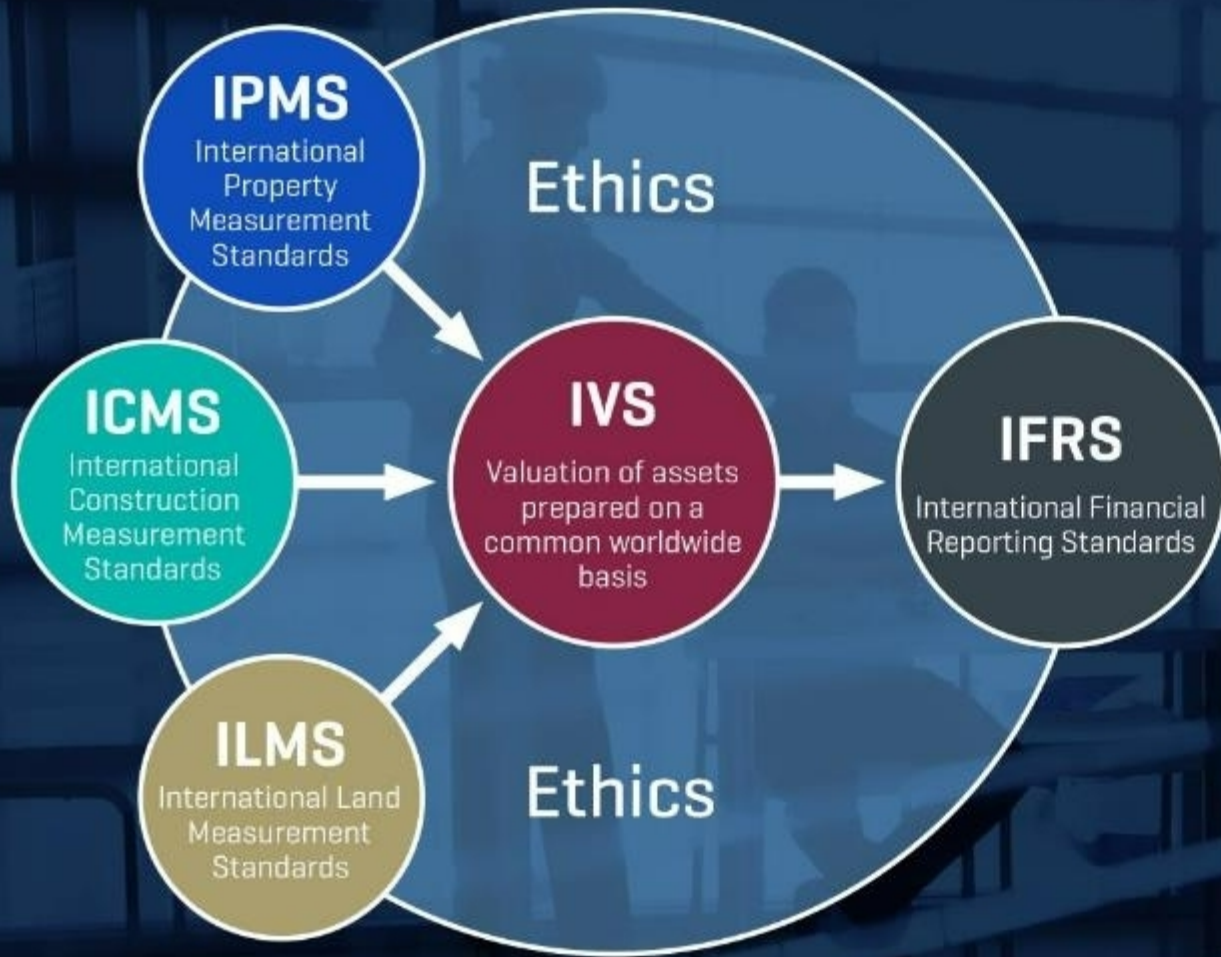 IPMS
International
Property
Measurement
Standards
Ethics
ICMS
International
Construction
Measurement
Standards
IVS
Valuation of assets
prepared on a
common worldwide
basis
IFRS
International Financial
Reporting Standards
ILMS
International Land
Measurement
Standards
Ethics